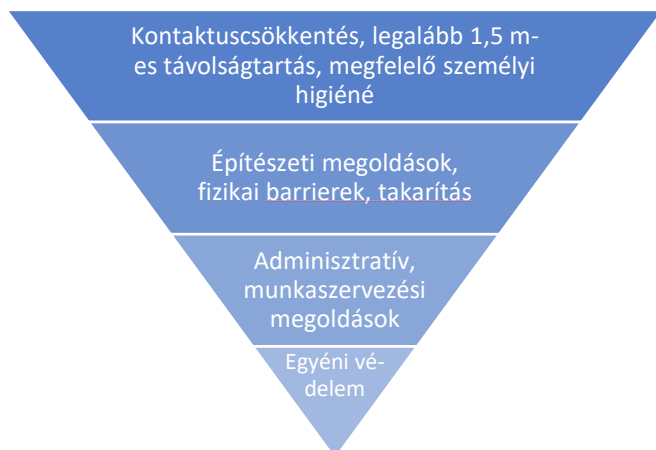 Kontaktuscsökkentés, legalább 1,5 m-
es távolságtartás, megfelelő személyi
higiéné
Építészeti megoldások,
fizikai barrierek, takarítás
Adminisztratív,
munkaszervezési
megoldások
Egyéni vé-
delem